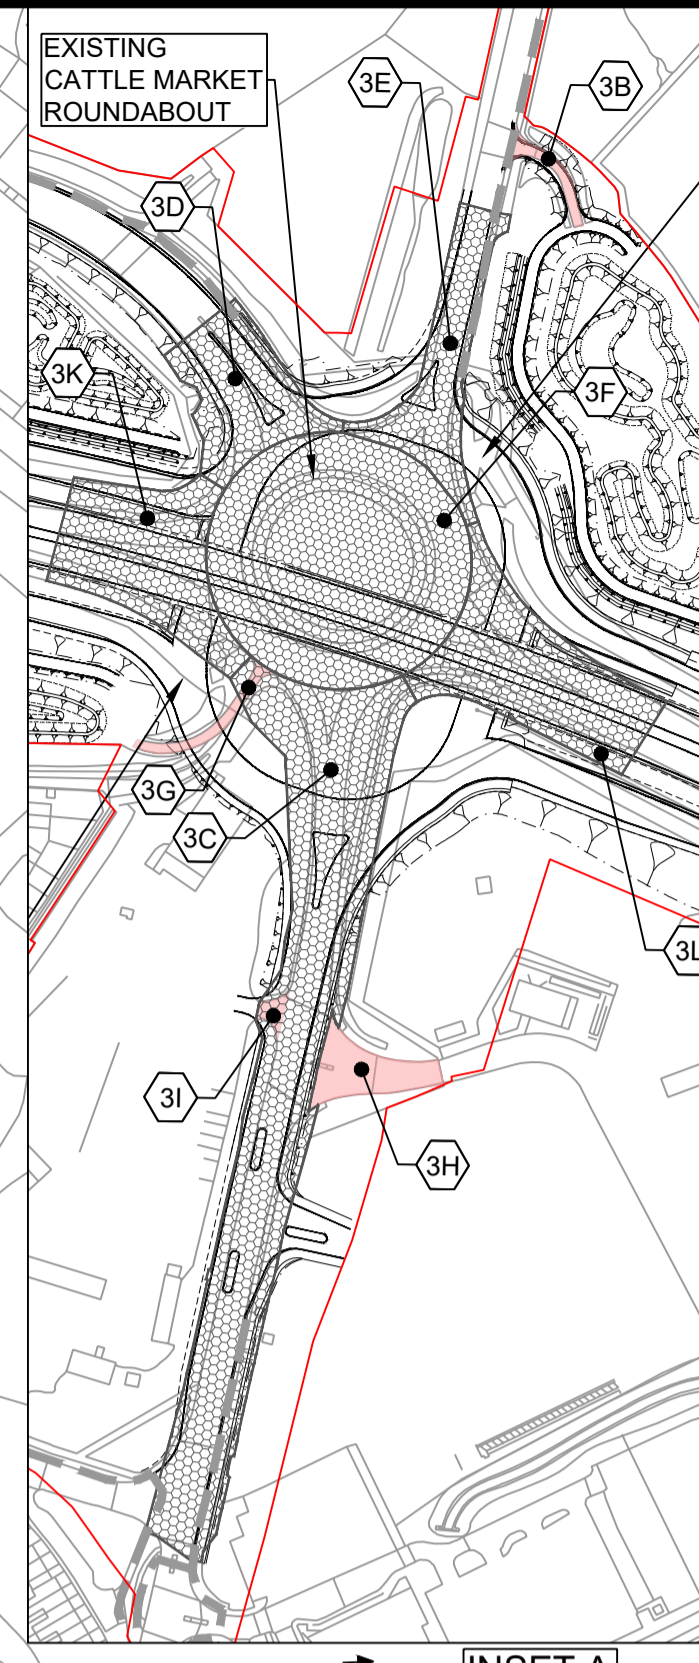 EXISTING
CATTLE MARKET
ROUNDABOUT
3E
3B
3D
3K
3F
3G
3C
3L
3I
3H
INSET A